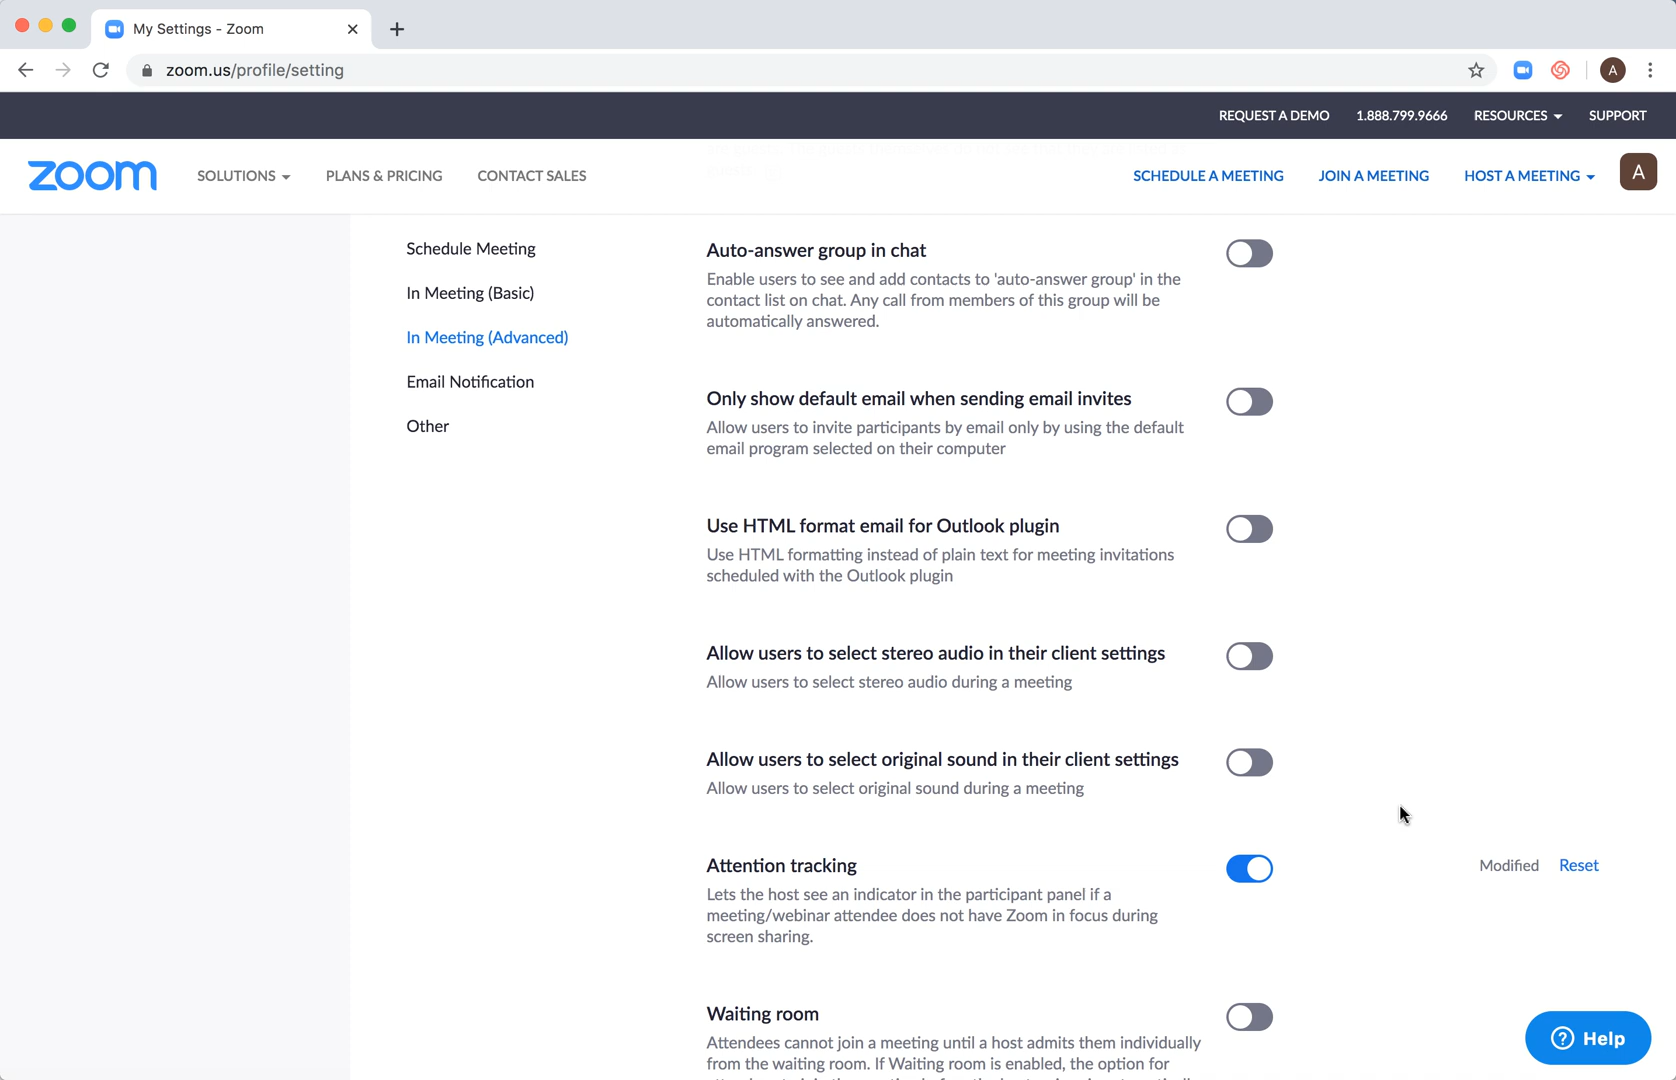 My Settings - Zoom
zoom.us/profile/setting
A
REQUEST A DEMO 1.888.799.9666 RESOURCES SUPPORT
zoom SOLUTIONS PLANS & PRICING CONTACT SALES SCHEDULE A MEETING JOIN A MEETING HOST A MEETING A
Schedule Meeting
In Meeting (Basic)
In Meeting (Advanced)
Email Notification
Other
Auto-answer group in chat
Enable users to see and add contacts to 'auto-answer group' in the
contact list on chat. Any call from members of this group will be
automatically answered.
Only show default email when sending email invites
Allow users to invite participants by email only by using the default
email program selected on their computer
Use HTML format email for Outlook plugin
Use HTML formatting instead of plain text for meeting invitations
scheduled with the Outlook plugin
Allow users to select stereo audio in their client settings
Allow users to select stereo audio during a meeting
Allow users to select original sound in their client settings
Allow users to select original sound during a meeting
Attention tracking
Modified Reset
Lets the host see an indicator in the participant panel if a
meeting/webinar attendee does not have Zoom in focus during
screen sharing.
Waiting room
Attendees cannot join a meeting until a host admits them individually
from the waiting room. If Waiting room is enabled, the option for
Help